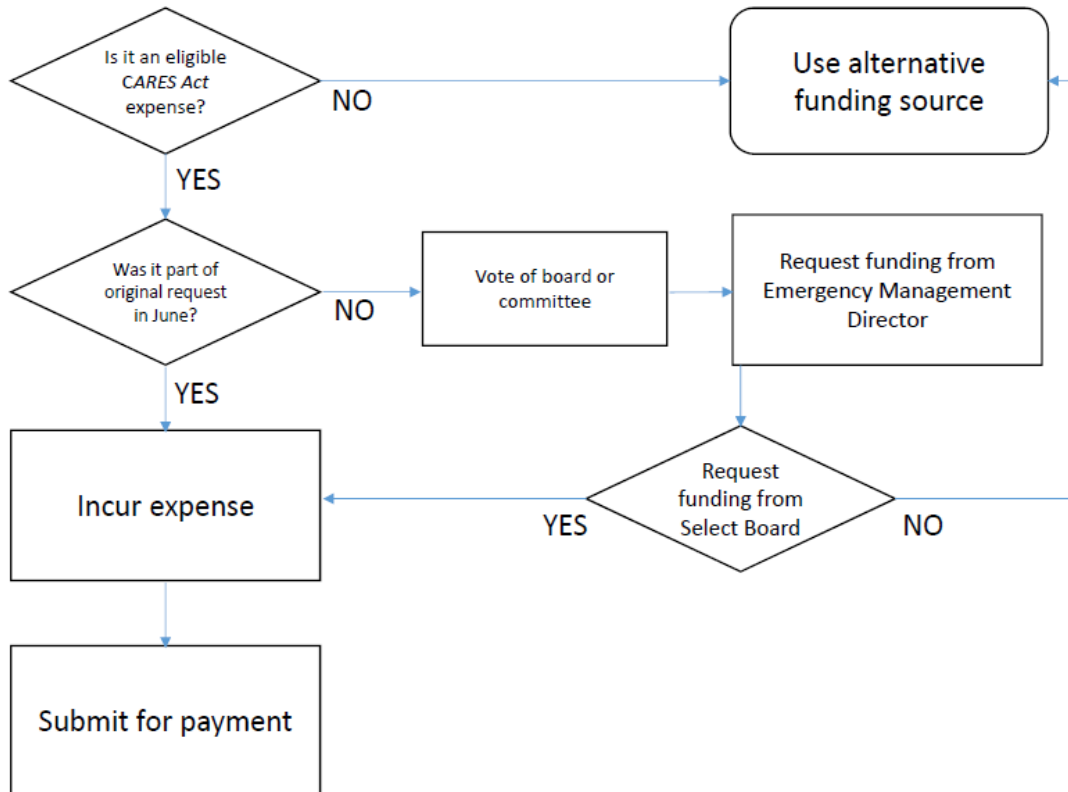 Is it an eligible
CARES Act
expense?
NO
Use alternative
funding source
YES
Was it part of
original request
in June?
NO
Vote of board or
committee
Request funding from
Emergency Management
Director
YES
Incur expense
YES
Request
funding from
Select Board
NO
Submit for payment